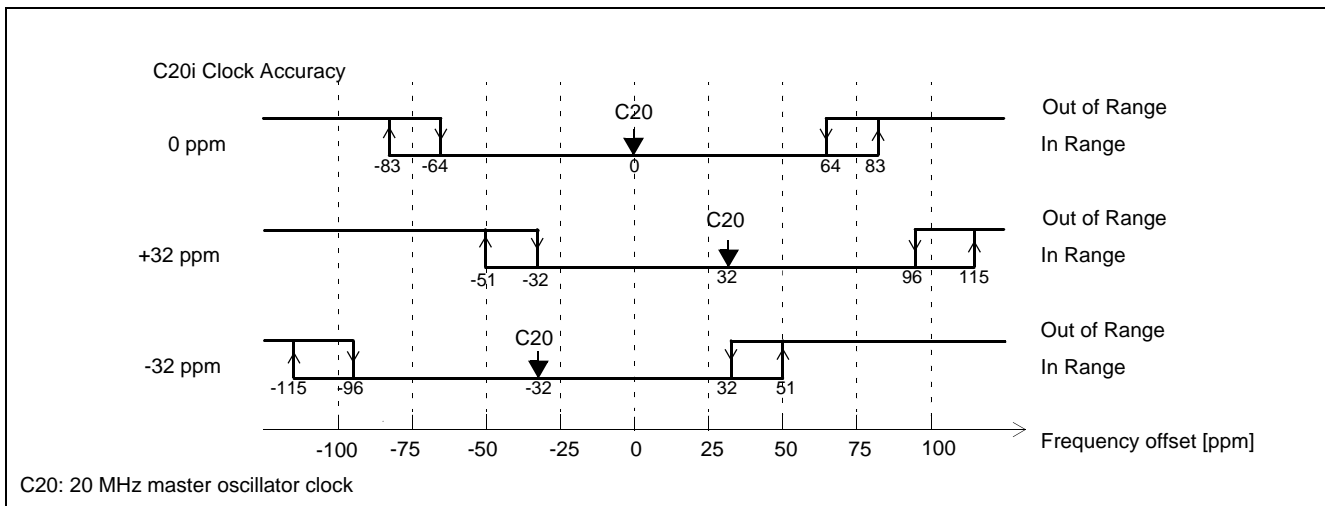 C20i Clock Accuracy
C20
Out of Range
0 ppm
In Range
-83 -64 0 64 83
C20
Out of Range
+32 ppm
In Range
-51 -32 32 96 115
C20
Out of Range
-32 ppm
In Range
-115 -96 -32 32 51
-100 -75 -50 -25 0 25 50 75 100
Frequency offset [ppm]
C20: 20 MHz master oscillator clock